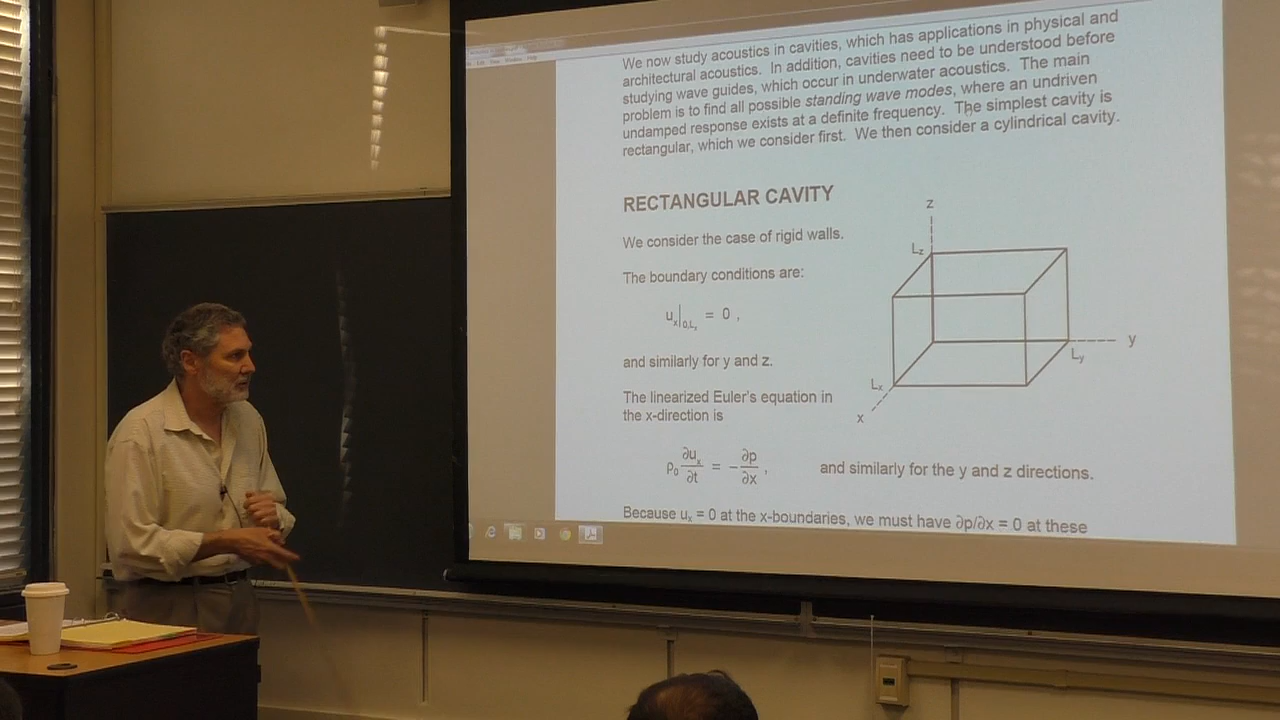 We now study acoustics in cavities, which has applications in physical and
architectural acoustics. In addition, cavities need to be understood before
studying wave guides, which occur in underwater acoustics. The main
problem is to find all possible standing wave modes, where an undriven
undamped response exists at a definite frequency. The simplest cavity is
rectangular, which we consider first. We then consider a cylindrical cavity.
RECTANGULAR CAVITY
z
We consider the case of rigid walls.
Lz
The boundary conditions are:
ux|0,Lx = 0 ,
y
Ly
and similarly for y and z.
Lx
The linearized Euler's equation in
the x-direction is
x
ρ0 ∂ux/∂t = - ∂p/∂x , and similarly for the y and z directions.
Because ux = 0 at the x-boundaries, we must have ∂p/∂x = 0 at these